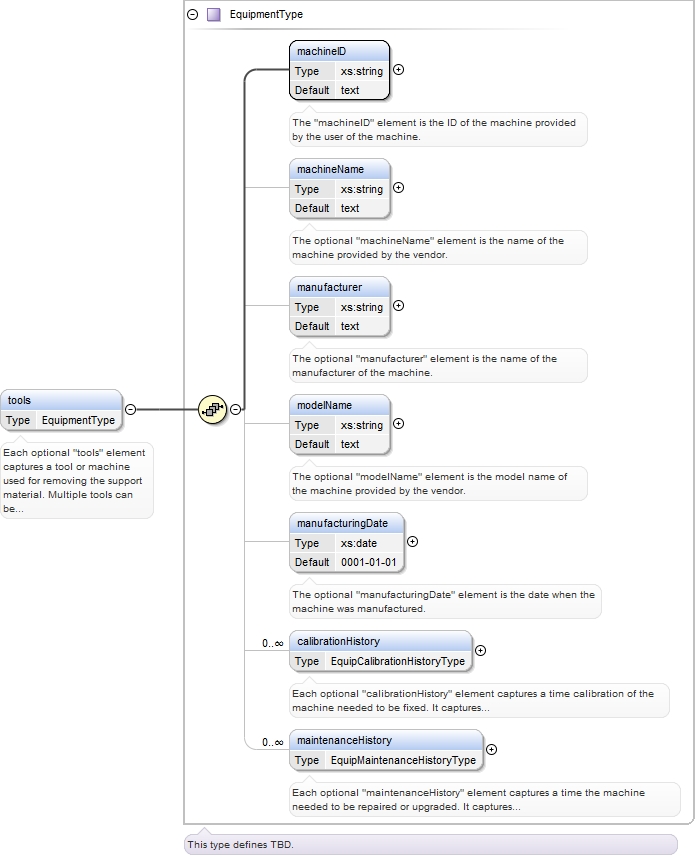 EquipmentType
machineID
Type xs:string
Default text
The "machineID" element is the ID of the machine provided
by the user of the machine.
machineName
Type xs:string
Default text
The optional "machineName" element is the name of the
machine provided by the vendor.
manufacturer
Type xs:string
Default text
The optional "manufacturer" element is the name of the
manufacturer of the machine.
tools
Type EquipmentType
Each optional "tools" element
captures a tool or machine
used for removing the support
material. Multiple tools can
be...
modelName
Type xs:string
Default text
The optional "modelName" element is the model name of
the machine provided by the vendor.
manufacturingDate
Type xs:date
Default 0001-01-01
The optional "manufacturingDate" element is the date when the
machine was manufactured.
0..∞ calibrationHistory
Type EquipCalibrationHistoryType
Each optional "calibrationHistory" element captures a time calibration of the
machine needed to be fixed. It captures...
0..∞ maintenanceHistory
Type EquipMaintenanceHistoryType
Each optional "maintenanceHistory" element captures a time the machine
needed to be repaired or upgraded. It captures...
This type defines TBD.